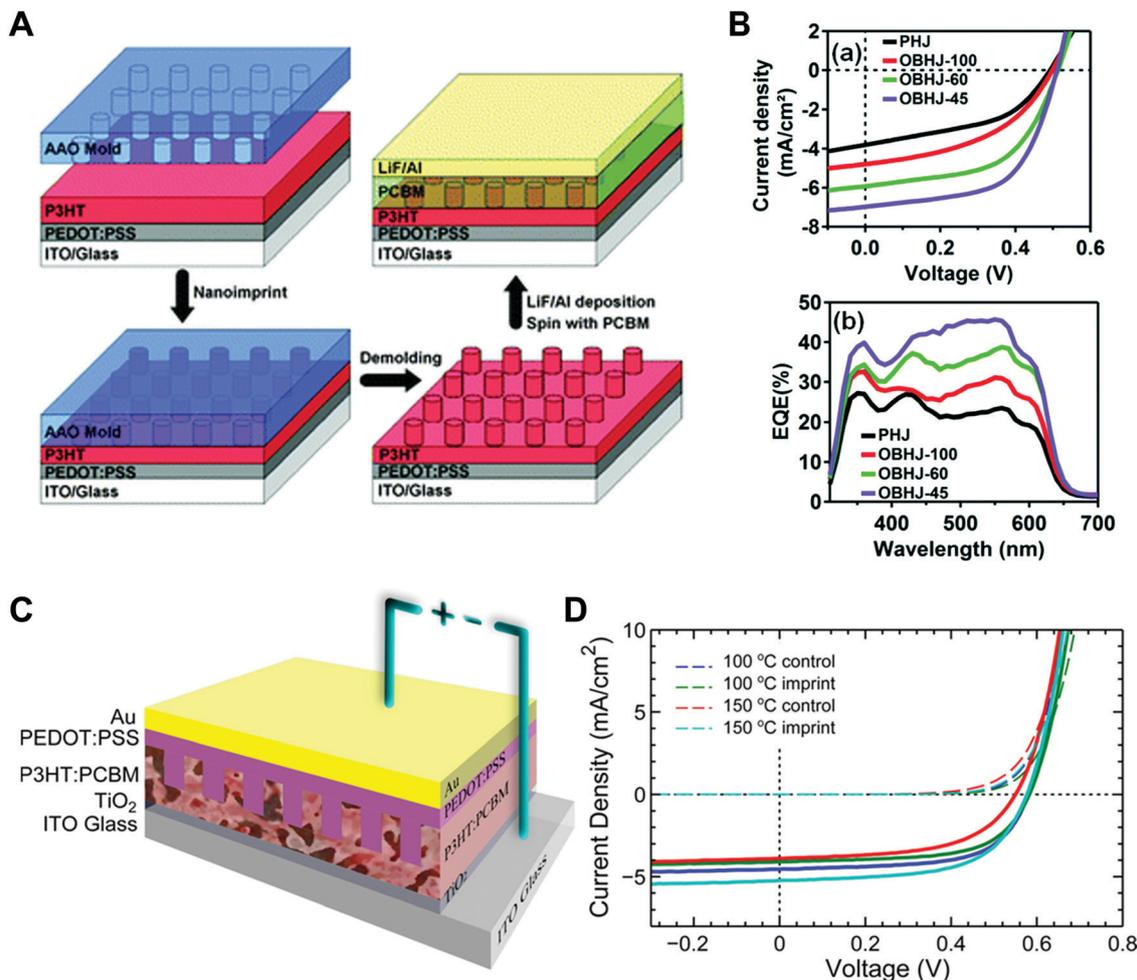 A
AAO Mold
P3HT
PEDOT:PSS
ITO/Glass
Nanoimprint
AAO Mold
P3HT
PEDOT:PSS
ITO/Glass
Demolding
P3HT
PEDOT:PSS
ITO/Glass
LiF/Al deposition
Spin with PCBM
LiF/Al
PCBM
P3HT
PEDOT:PSS
ITO/Glass
B
(a)
PHJ
OBHJ-100
OBHJ-60
OBHJ-45
Current density
(mA/cm²)
2
0
-2
-4
-6
-8
0.0
0.2
0.4
0.6
Voltage (V)
(b)
EQE(%)
50
40
30
20
10
0
PHJ
OBHJ-100
OBHJ-60
OBHJ-45
400
500
600
700
Wavelength (nm)
C
+ -
Au
PEDOT:PSS
P3HT:PCBM
TiO2
ITO Glass
Au
PEDOT:PSS
P3HT:PCBM
TiO2
ITO Glass
D
Current Density (mA/cm2)
10
5
0
−5
100 °C control
100 °C imprint
150 °C control
150 °C imprint
−0.2
0
0.2
0.4
0.6
0.8
Voltage (V)